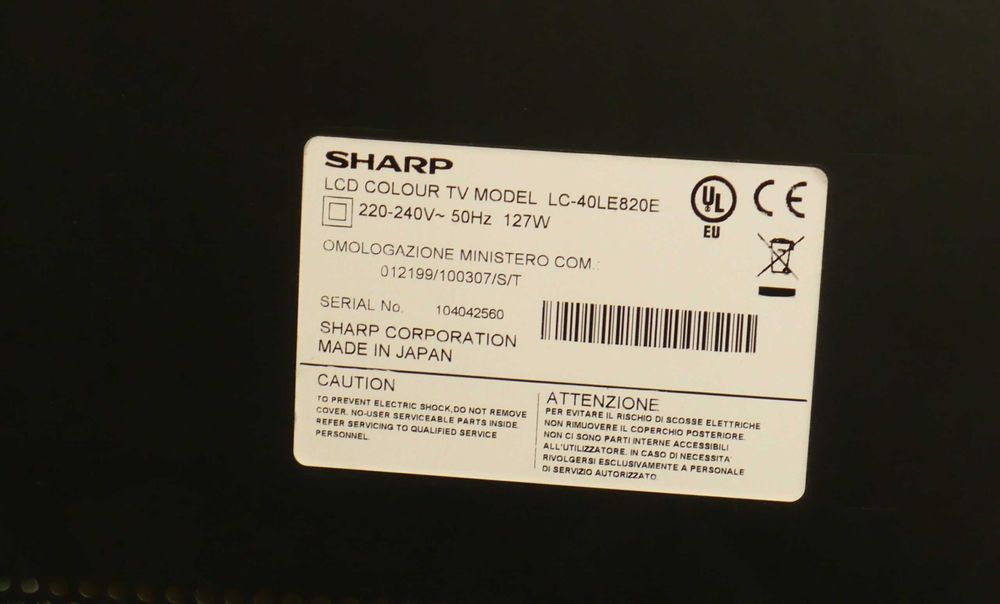 SHARP
LCD COLOUR TV MODEL LC-40LE820E
220-240V~ 50Hz 127W
UL
EU
CE
OMOLOGAZIONE MINISTERO COM.:
012199/100307/S/T
SERIAL No. 104042560
SHARP CORPORATION
MADE IN JAPAN
CAUTION
TO PREVENT ELECTRIC SHOCK,DO NOT REMOVE
COVER. NO-USER SERVICEABLE PARTS INSIDE.
REFER SERVICING TO QUALIFIED SERVICE
PERSONNEL.
ATTENZIONE
PER EVITARE IL RISCHIO DI SCOSSE ELETTRICHE
NON RIMUOVERE IL COPERCHIO POSTERIORE.
NON CI SONO PARTI INTERNE ACCESSIBILI
ALL'UTILIZZATORE. IN CASO DI NECESSITA'
RIVOLGERSI ESCLUSIVAMENTE A PERSONALE
DI SERVIZIO AUTORIZZATO.